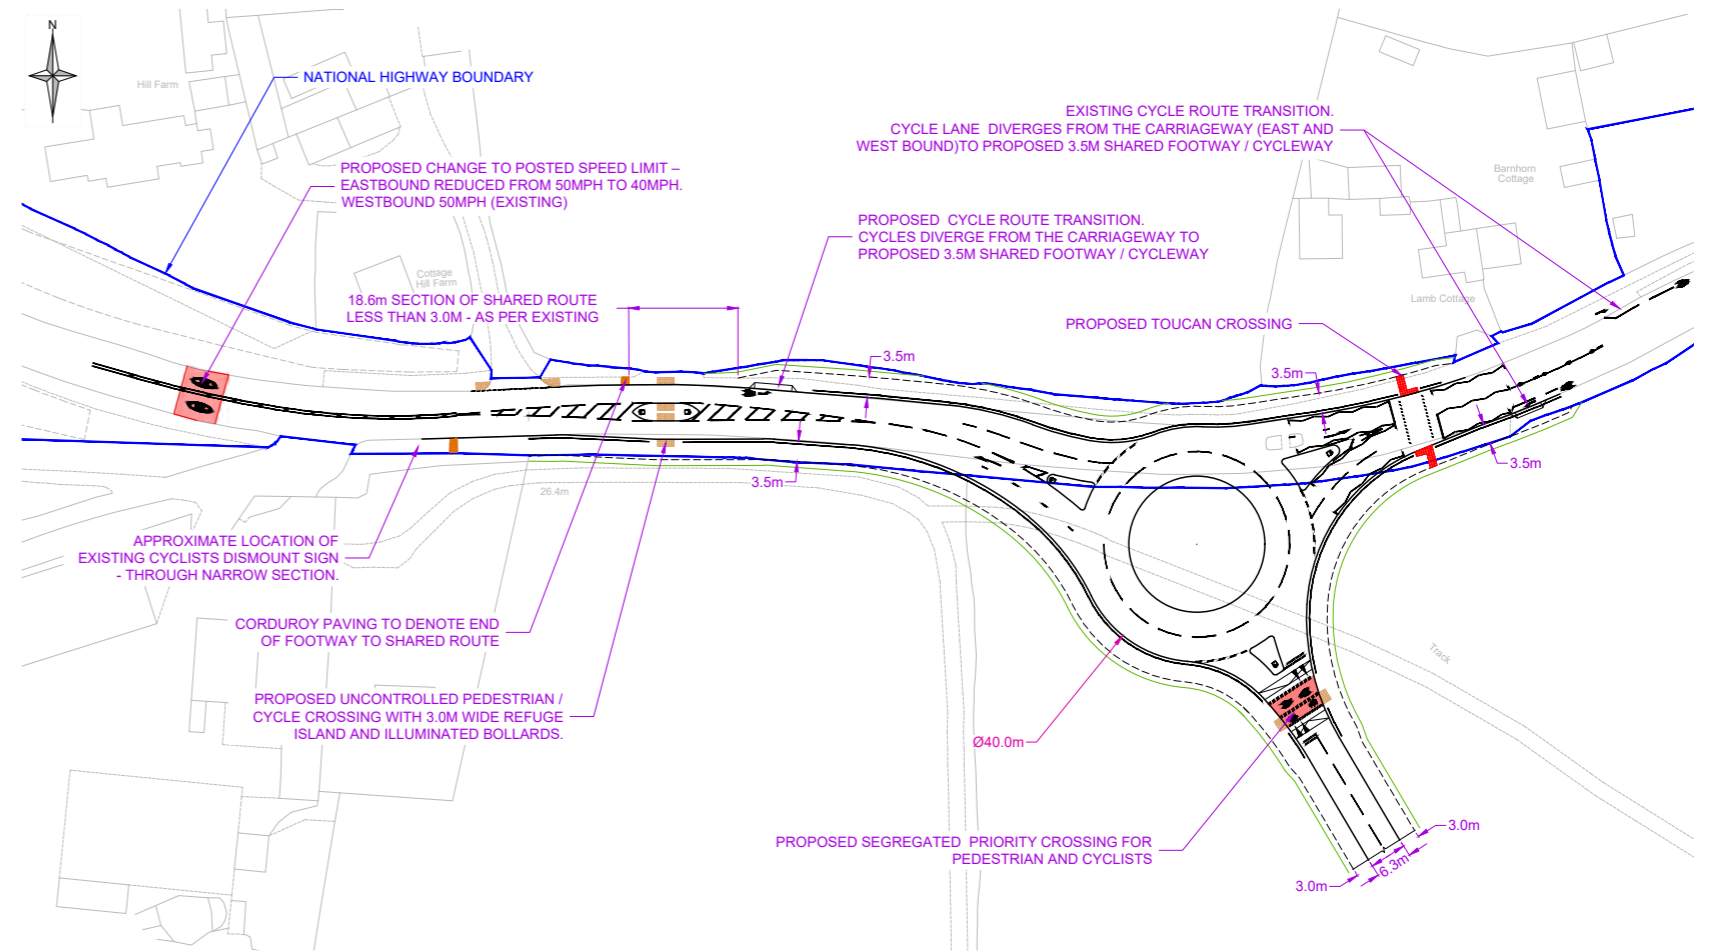 N
Hill Farm
NATIONAL HIGHWAY BOUNDARY
EXISTING CYCLE ROUTE TRANSITION.
CYCLE LANE DIVERGES FROM THE CARRIAGEWAY (EAST AND
WEST BOUND)TO PROPOSED 3.5M SHARED FOOTWAY / CYCLEWAY
PROPOSED CHANGE TO POSTED SPEED LIMIT –
EASTBOUND REDUCED FROM 50MPH TO 40MPH.
WESTBOUND 50MPH (EXISTING)
Barnhorn
Cottage
PROPOSED CYCLE ROUTE TRANSITION.
CYCLES DIVERGE FROM THE CARRIAGEWAY TO
PROPOSED 3.5M SHARED FOOTWAY / CYCLEWAY
Cottage
Hill Farm
18.6m SECTION OF SHARED ROUTE
LESS THAN 3.0M - AS PER EXISTING
Lamb Cottage
PROPOSED TOUCAN CROSSING
3.5m
3.5m
3.5m
3.5m
26.4m
APPROXIMATE LOCATION OF
EXISTING CYCLISTS DISMOUNT SIGN
- THROUGH NARROW SECTION.
CORDUROY PAVING TO DENOTE END
OF FOOTWAY TO SHARED ROUTE
Track
PROPOSED UNCONTROLLED PEDESTRIAN /
CYCLE CROSSING WITH 3.0M WIDE REFUGE
ISLAND AND ILLUMINATED BOLLARDS.
Ø40.0m
PROPOSED SEGREGATED PRIORITY CROSSING FOR
PEDESTRIAN AND CYCLISTS
3.0m
6.3m
3.0m